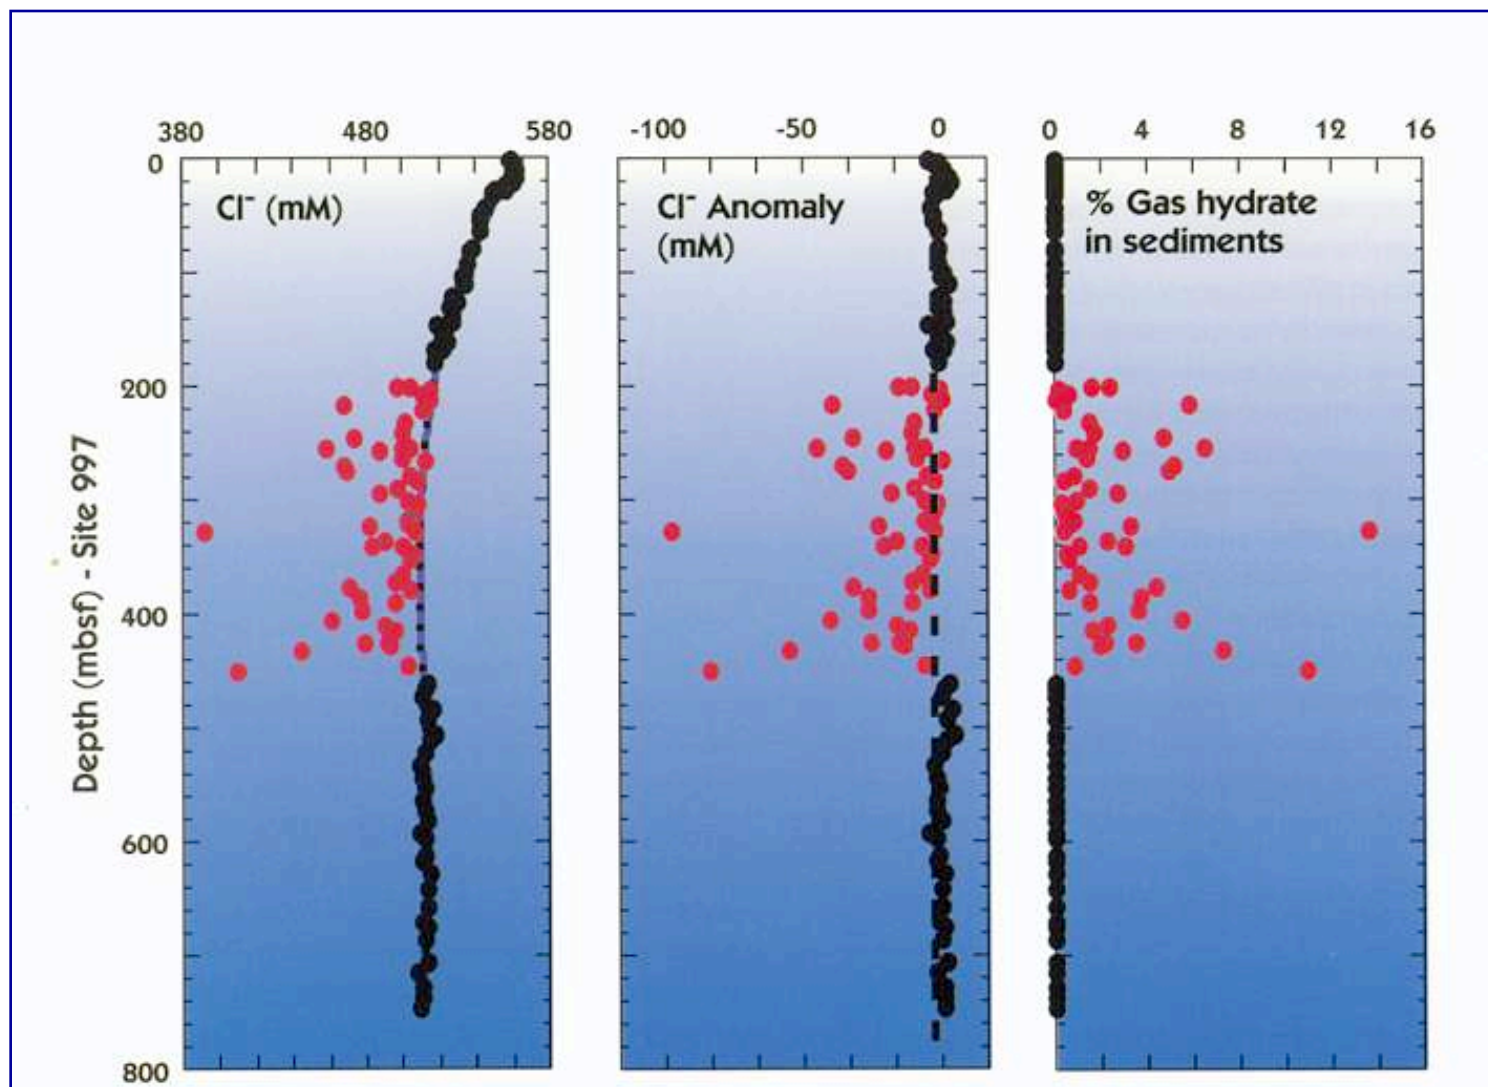 380 480 580
-100 -50 0
0 4 8 12 16
0
Cl⁻ (mM)
Cl⁻ Anomaly
(mM)
% Gas hydrate
in sediments
200
Depth (mbsf) - Site 997
400
600
800